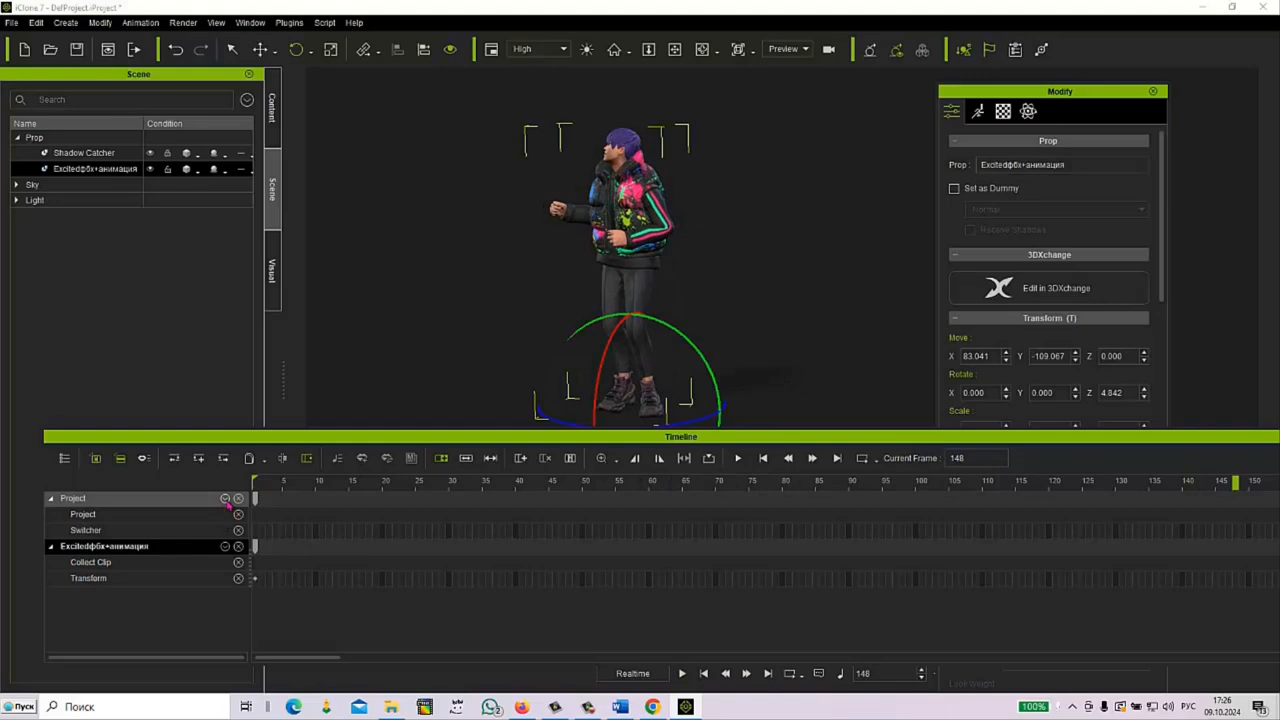 iClone 7 - DefProject-iProject *
File Edit Create Modify Animation Render View Window Plugins Script Help
High Preview
Scene
Search
Name Condition
Prop
Shadow Catcher
Excitedфбх+анимация
Sky
Light
Content
Scene
Visual
Modify
Prop
Prop : Excitedфбх+анимация
Set as Dummy
Normal
Receive Shadows
3DXchange
Edit in 3DXchange
Transform (T)
Move :
X 83.041 Y -109.067 Z 0.000
Rotate :
X 0.000 Y 0.000 Z 4.842
Scale :
Timeline
Current Frame : 148
5 10 15 20 25 30 35 40 45 50 55 60 65 70 75 80 85 90 95 100 105 110 115 120 125 130 135 140 145 150
Project
Project
Switcher
Excitedфбх+анимация
Collect Clip
Transform
Realtime 148
Look Weight
Пуск Поиск 100% РУС 17:26
09.10.2024